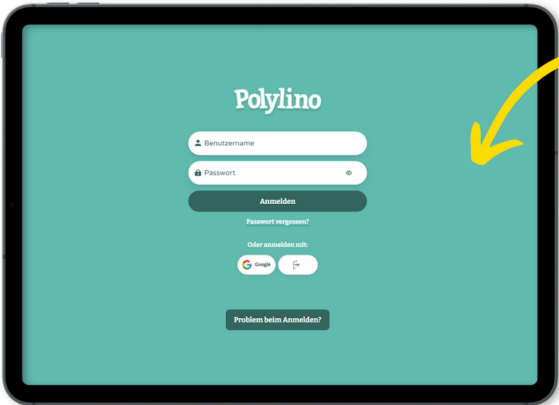 Polylino
Benutzername
Passwort
Anmelden
Passwort vergessen?
Oder anmelden mit:
Google
Problem beim Anmelden?